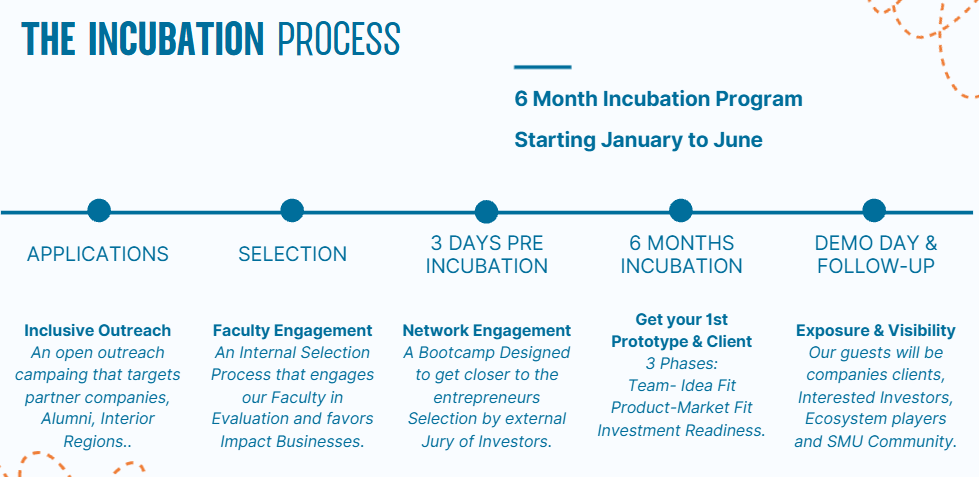 THE INCUBATION PROCESS
6 Month Incubation Program
Starting January to June
APPLICATIONS
Inclusive Outreach
An open outreach
campaing that targets
partner companies,
Alumni, Interior
Regions..
SELECTION
Faculty Engagement
An Internal Selection
Process that engages
our Faculty in
Evaluation and favors
Impact Businesses.
3 DAYS PRE
INCUBATION
Network Engagement
A Bootcamp Designed
to get closer to the
entrepreneurs
Selection by external
Jury of Investors.
6 MONTHS
INCUBATION
Get your 1st
Prototype & Client
3 Phases:
Team- Idea Fit
Product-Market Fit
Investment Readiness.
DEMO DAY &
FOLLOW-UP
Exposure & Visibility
Our guests will be
companies clients,
Interested Investors,
Ecosystem players
and SMU Community.